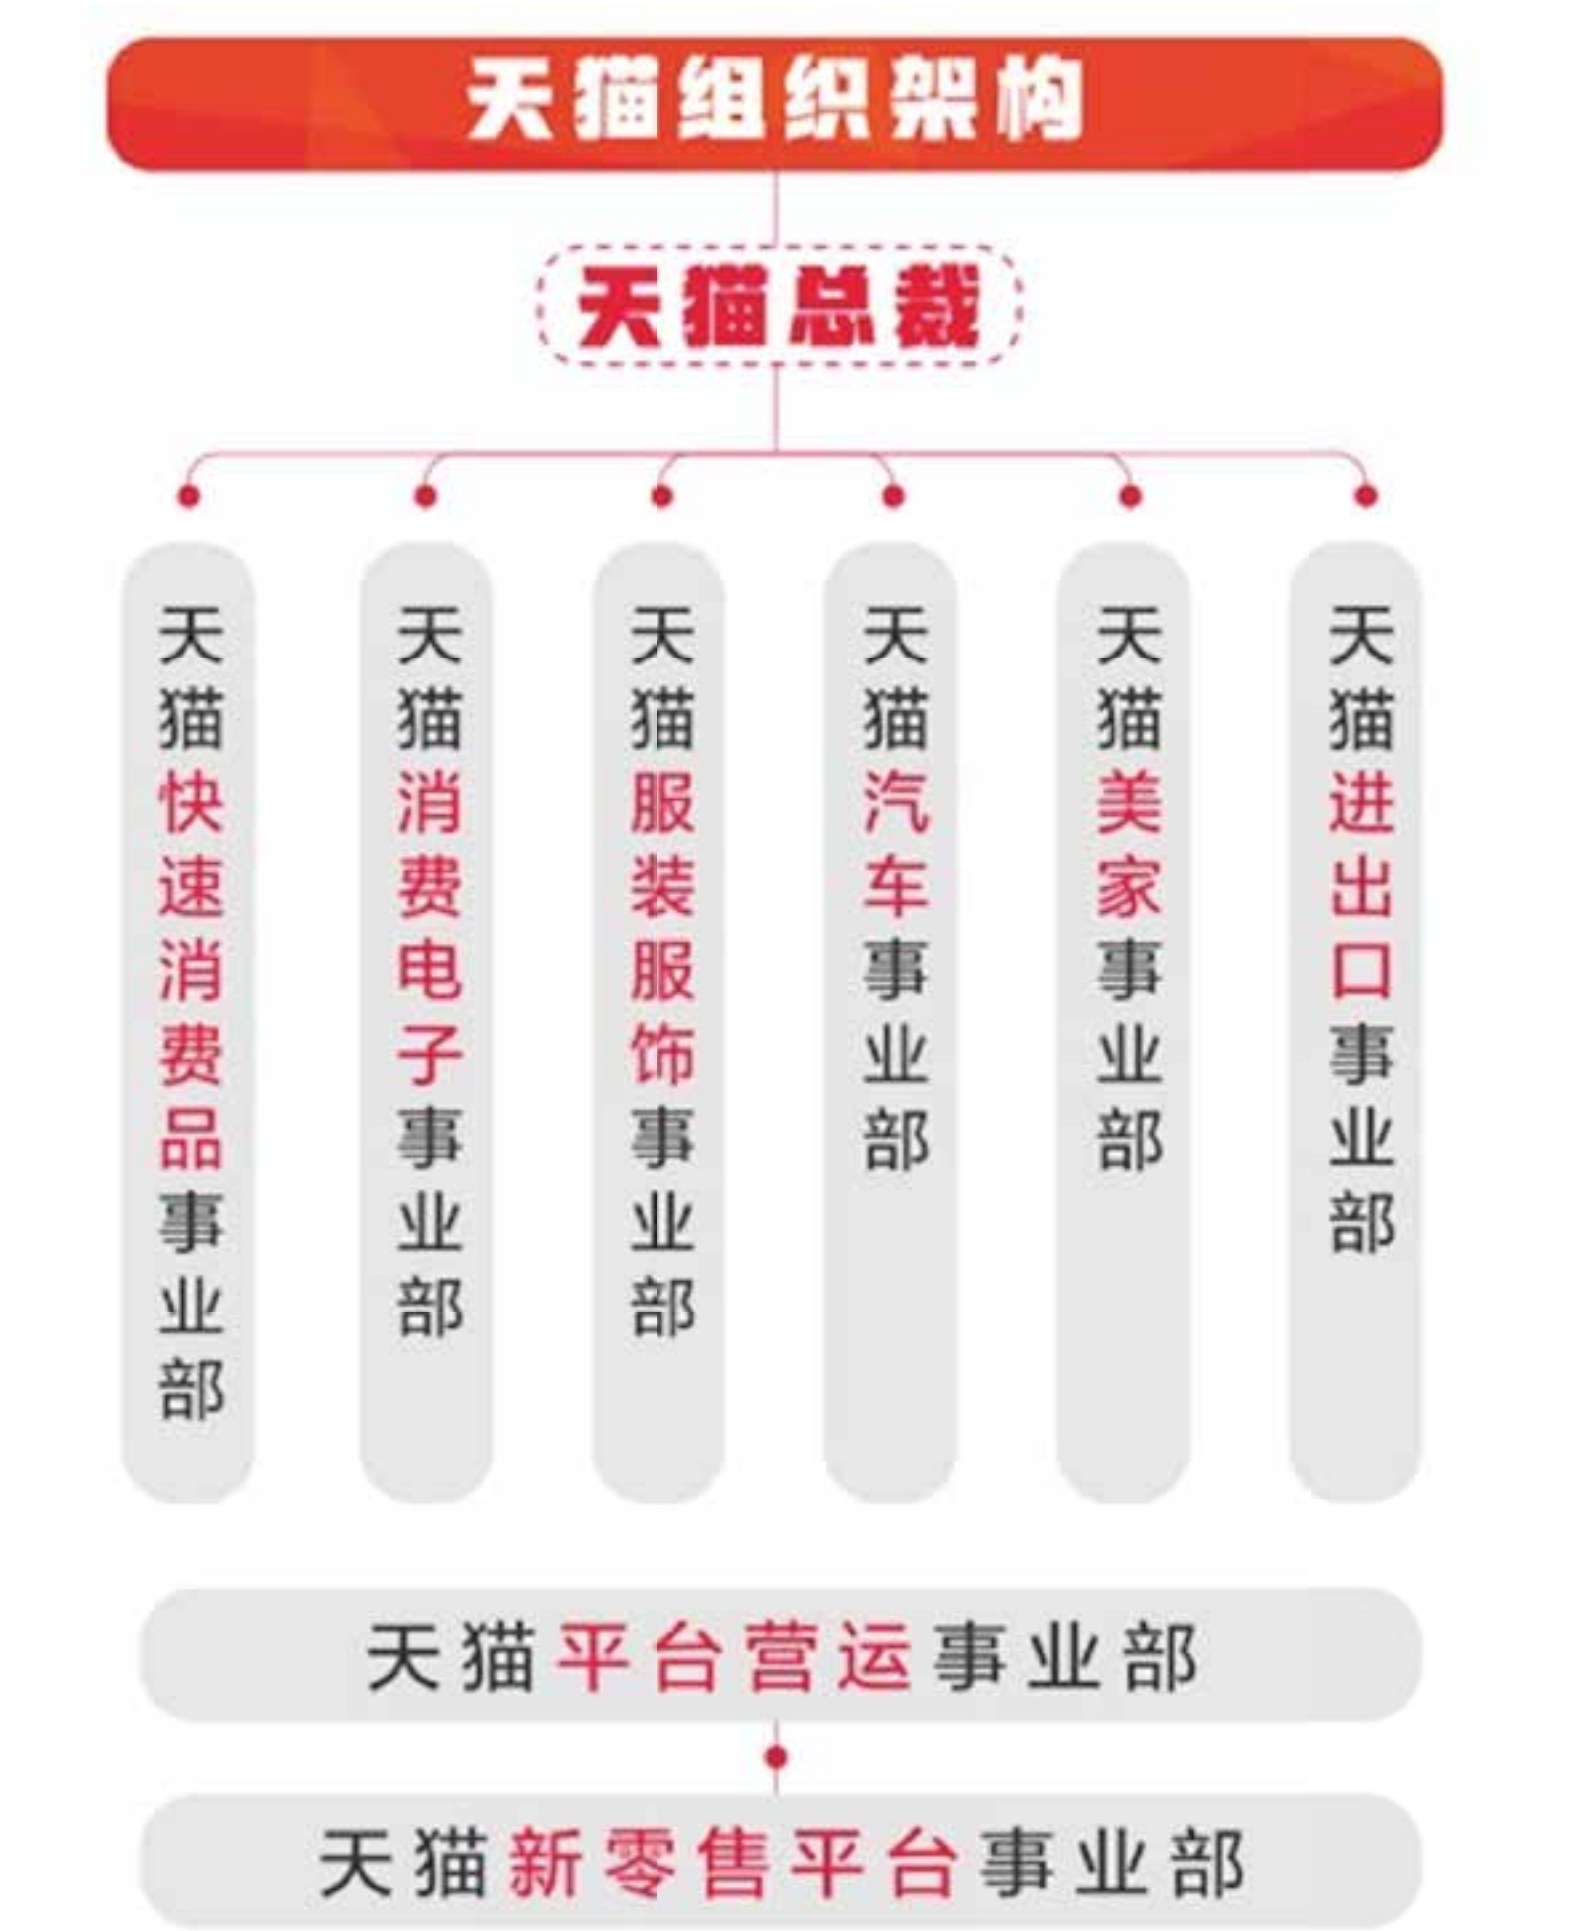 天猫组织架构
天猫总裁
天猫快速消费品事业部
天猫消费电子事业部
天猫服装服饰事业部
天猫汽车事业部
天猫美家事业部
天猫进出口事业部
天猫平台营运事业部
天猫新零售平台事业部